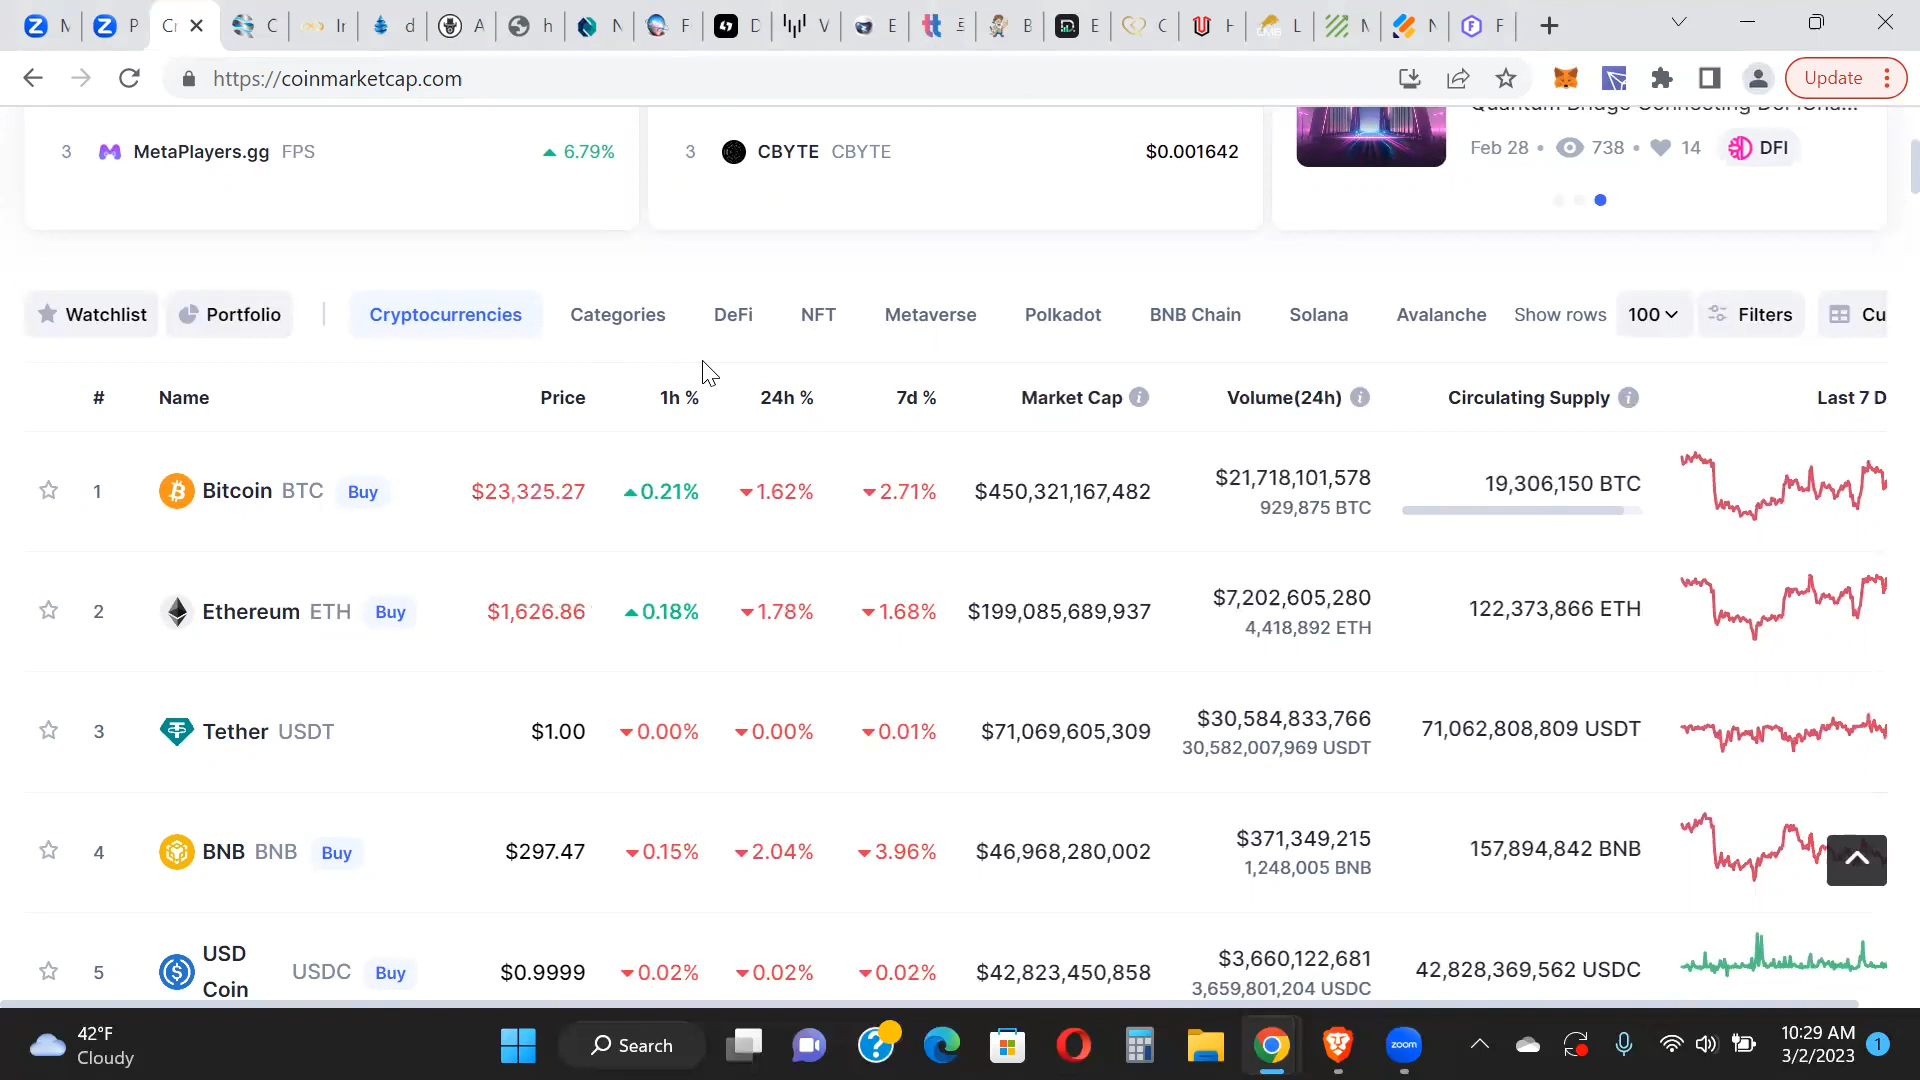 M P Cr C Ir d A h N F D V E t B E C H L M N F
https://coinmarketcap.com
Update
3 MetaPlayers.gg FPS 6.79%
3 CBYTE CBYTE $0.001642
Feb 28 • 738 • 14 DFI
Watchlist Portfolio Cryptocurrencies Categories DeFi NFT Metaverse Polkadot BNB Chain Solana Avalanche Show rows 100 Filters Cu
# Name Price 1h % 24h % 7d % Market Cap Volume(24h) Circulating Supply Last 7 D
1 Bitcoin BTC Buy $23,325.27 0.21% 1.62% 2.71% $450,321,167,482 $21,718,101,578 19,306,150 BTC
929,875 BTC
2 Ethereum ETH Buy $1,626.86 0.18% 1.78% 1.68% $199,085,689,937 $7,202,605,280 122,373,866 ETH
4,418,892 ETH
3 Tether USDT $1.00 0.00% 0.00% 0.01% $71,069,605,309 $30,584,833,766 71,062,808,809 USDT
30,582,007,969 USDT
4 BNB BNB Buy $297.47 0.15% 2.04% 3.96% $46,968,280,002 $371,349,215 157,894,842 BNB
1,248,005 BNB
5 USD Coin USDC Buy $0.9999 0.02% 0.02% 0.02% $42,823,450,858 $3,660,122,681 42,828,369,562 USDC
3,659,801,204 USDC
42°F
Cloudy
Search
zoom
10:29 AM
3/2/2023
1